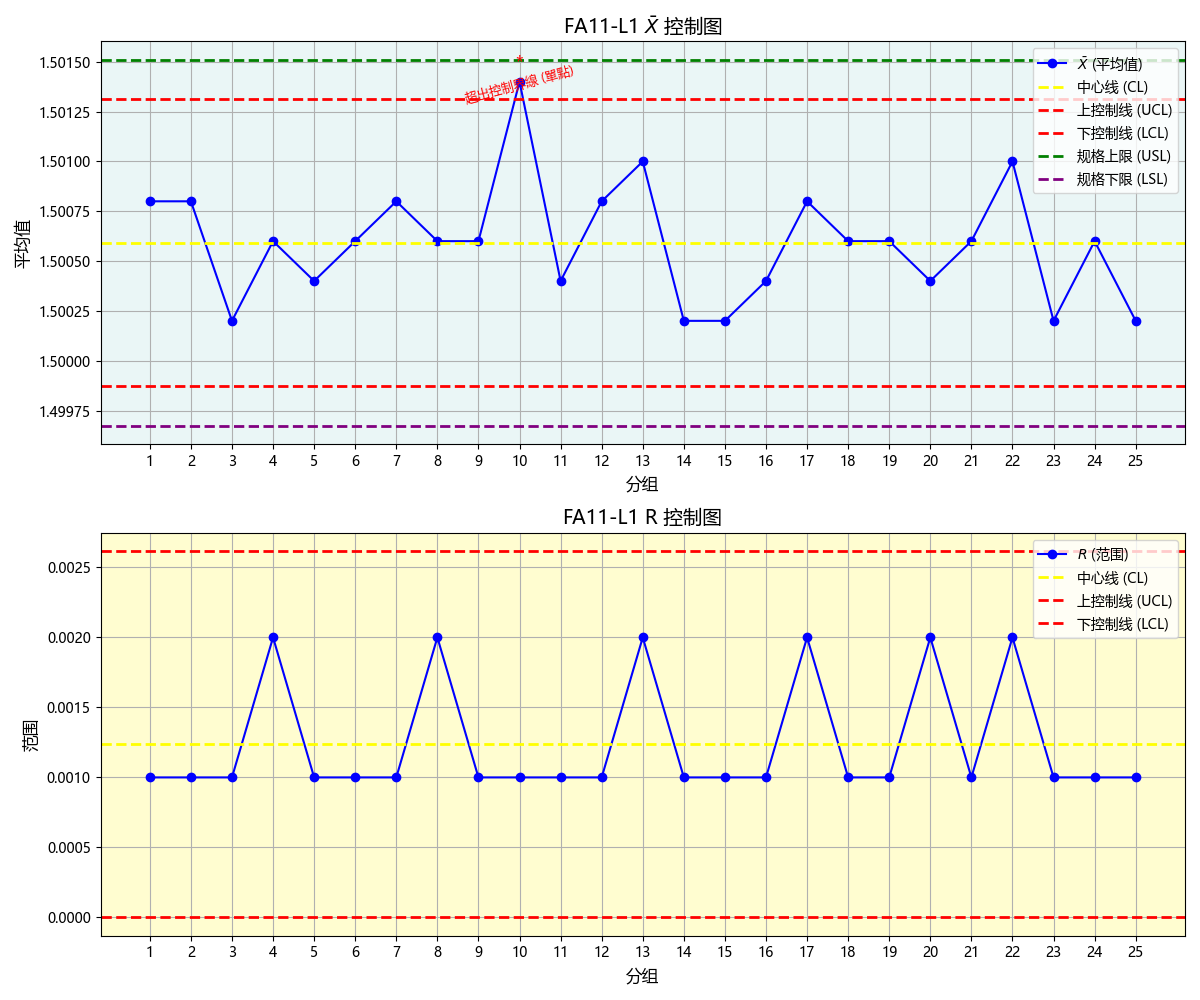 FA11-L1 X̄ 控制图
1.50150
1.50125
1.50100
1.50075
1.50050
1.50025
1.50000
1.49975
平均值
超出控制界線 (單點)
X̄ (平均值)
中心线 (CL)
上控制线 (UCL)
下控制线 (LCL)
规格上限 (USL)
规格下限 (LSL)
1 2 3 4 5 6 7 8 9 10 11 12 13 14 15 16 17 18 19 20 21 22 23 24 25
分组
FA11-L1 R 控制图
0.0025
0.0020
0.0015
0.0010
0.0005
0.0000
范围
R (范围)
中心线 (CL)
上控制线 (UCL)
下控制线 (LCL)
1 2 3 4 5 6 7 8 9 10 11 12 13 14 15 16 17 18 19 20 21 22 23 24 25
分组